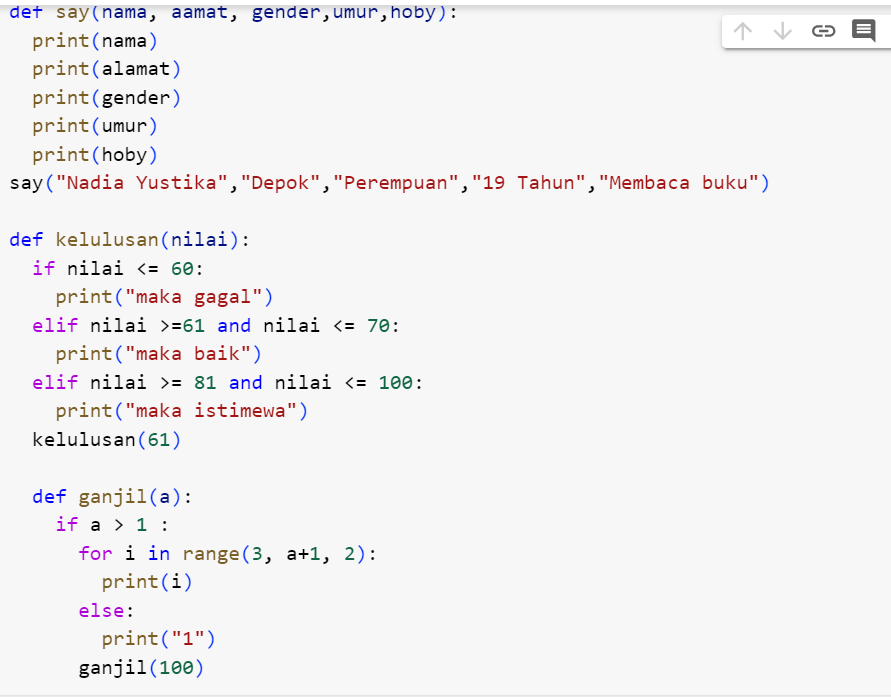 def say(nama, aamat, gender,umur,hoby):
  print(nama)
  print(alamat)
  print(gender)
  print(umur)
  print(hoby)
say("Nadia Yustika","Depok","Perempuan","19 Tahun","Membaca buku")

def kelulusan(nilai):
  if nilai <= 60:
    print("maka gagal")
  elif nilai >=61 and nilai <= 70:
    print("maka baik")
  elif nilai >= 81 and nilai <= 100:
    print("maka istimewa")
  kelulusan(61)

  def ganjil(a):
    if a > 1 :
      for i in range(3, a+1, 2):
        print(i)
      else:
        print("1")
      ganjil(100)